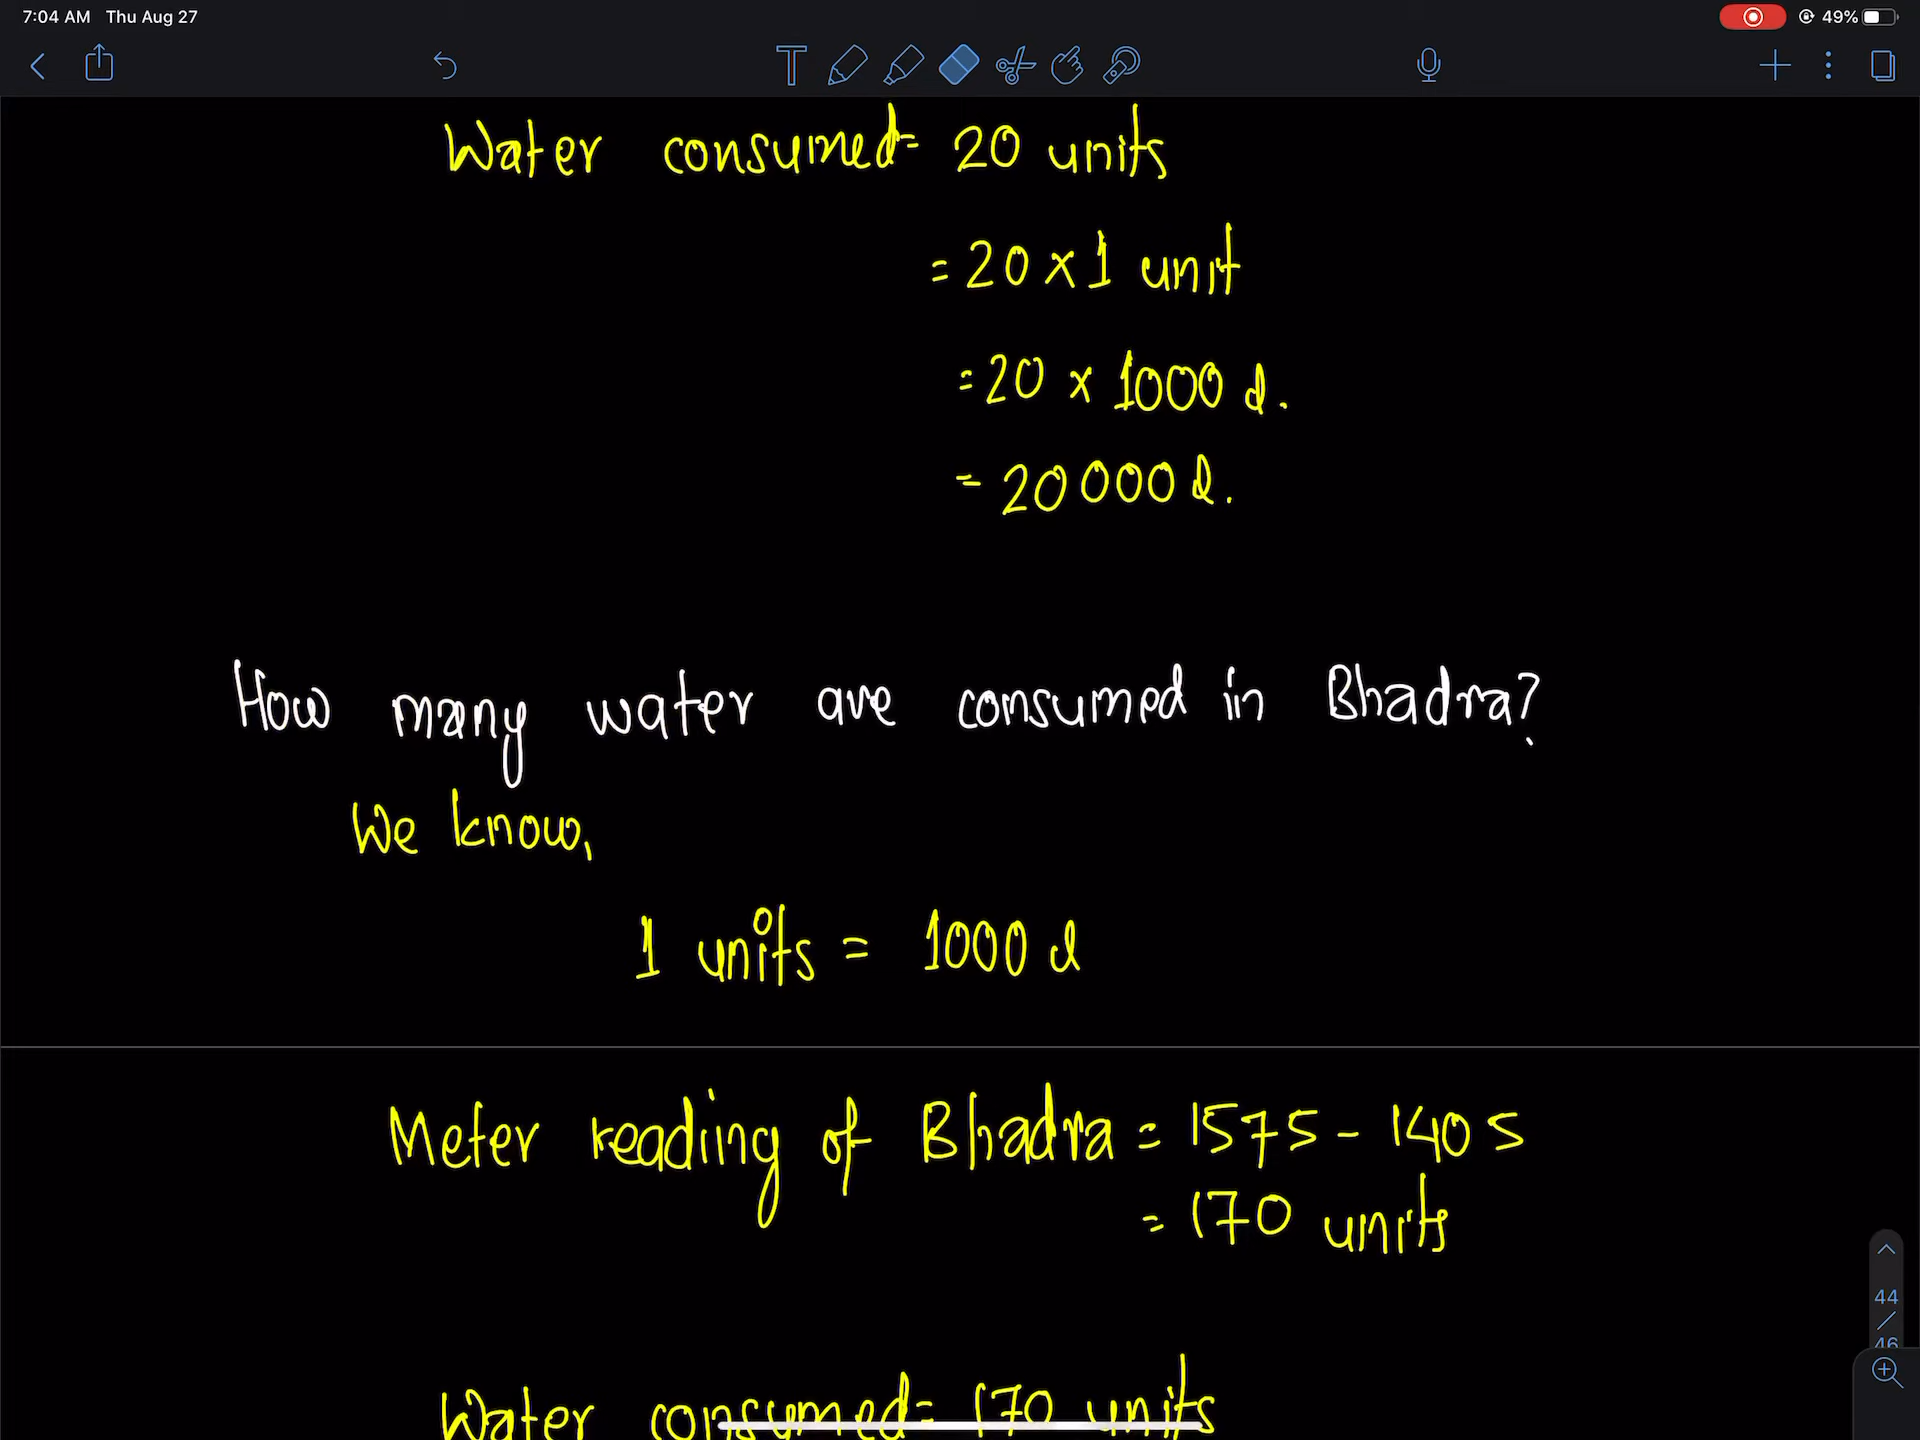 7:04 AM Thu Aug 27
49%
T
Water consumed = 20 units
= 20 × 1 unit
= 20 × 1000 l.
= 20000 l.
How many water are consumed in Bhadra?
We know,
1 units = 1000 l
Meter reading of Bhadra = 1575 - 1405
= 170 units
44
/
46
Water consumed = 170 units